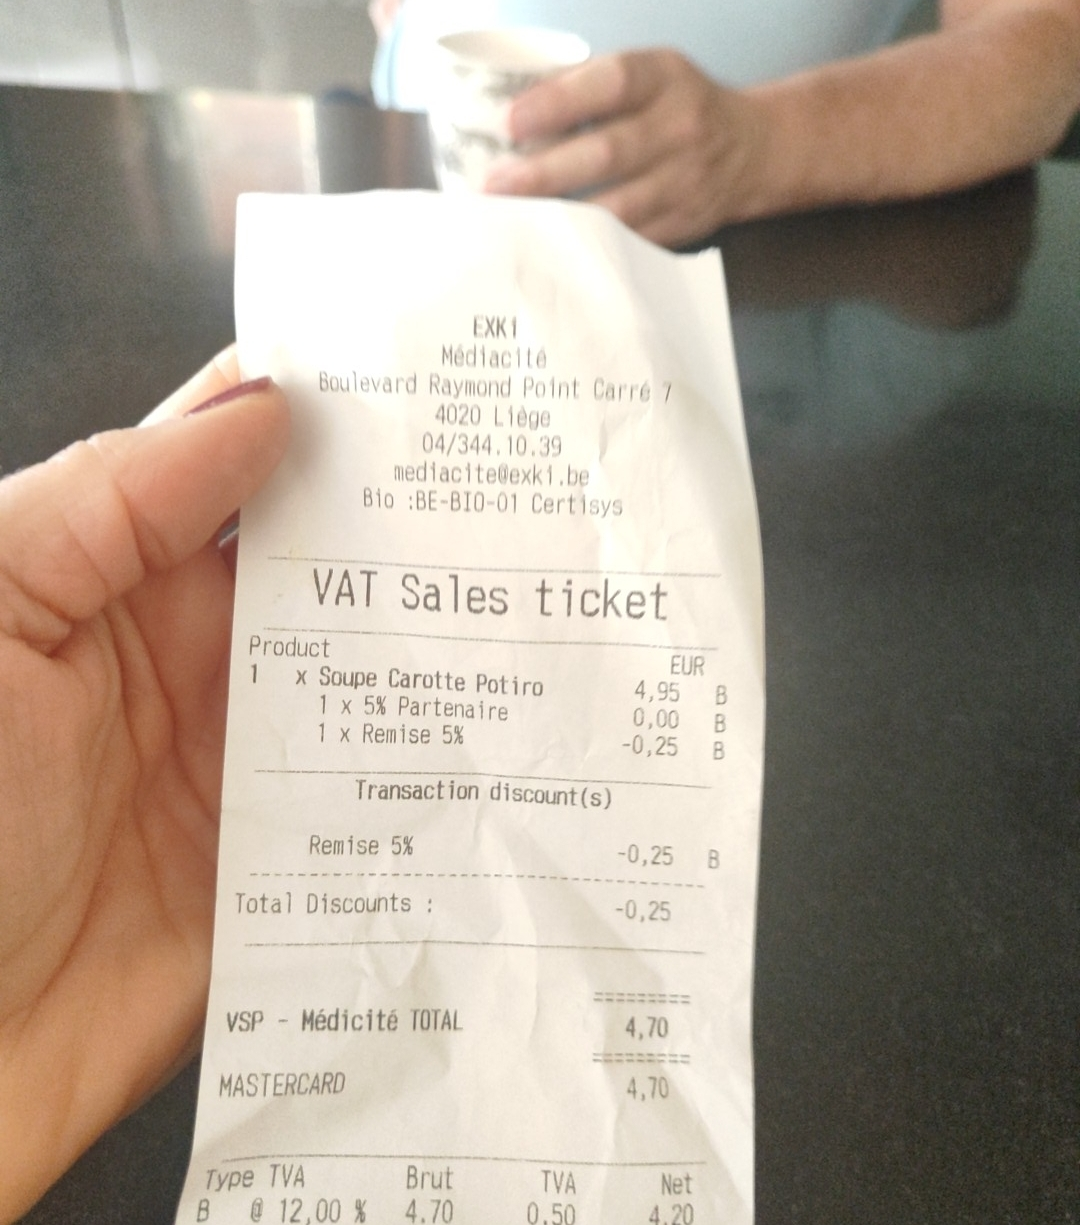 EXKi
Médiacité
Boulevard Raymond Point Carré 7
4020 Liège
04/344.10.39
mediacite@exki.be
Bio :BE-BIO-01 Certisys
VAT Sales ticket
Product EUR
1 x Soupe Carotte Potiro 4,95 B
1 x 5% Partenaire 0,00 B
1 x Remise 5% -0,25 B
Transaction discount(s)
Remise 5% -0,25 B
Total Discounts : -0,25
=========
VSP - Médicité TOTAL 4,70
=========
MASTERCARD 4,70
Type TVA Brut TVA Net
B @ 12,00 % 4.70 0.50 4.20